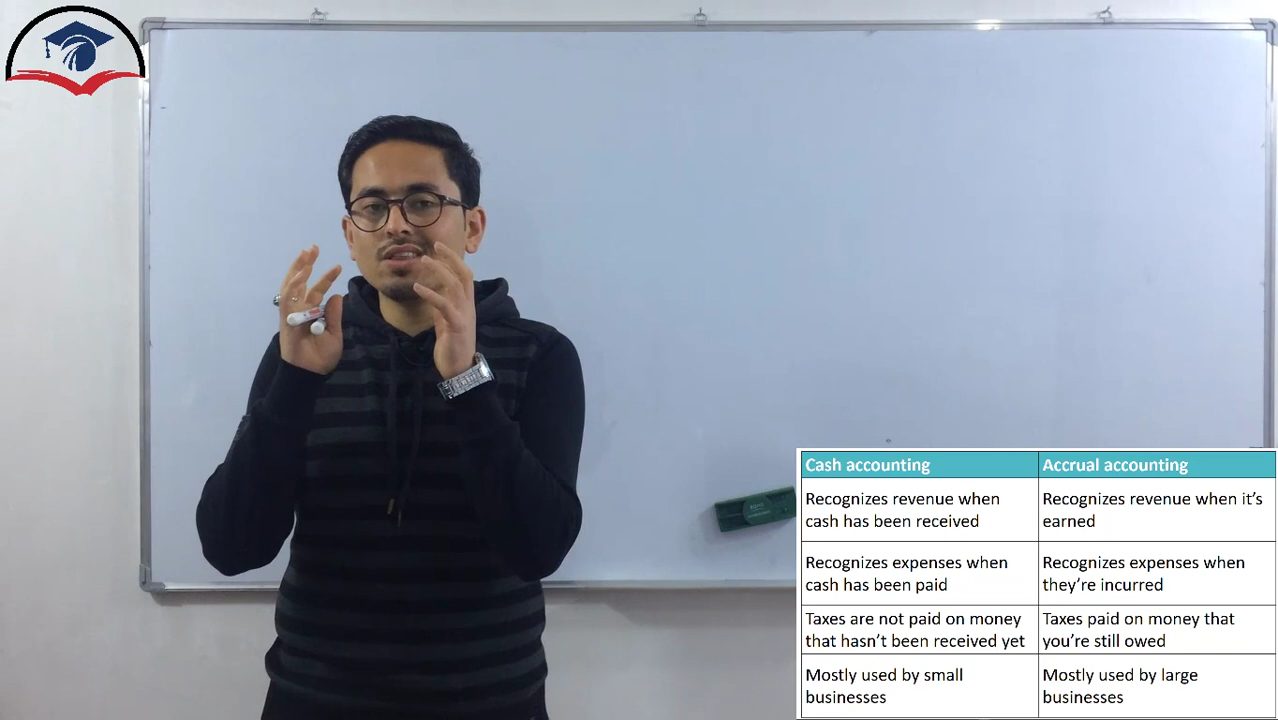 Cash accounting
Accrual accounting
Recognizes revenue when
cash has been received
Recognizes revenue when it’s
earned
Recognizes expenses when
cash has been paid
Recognizes expenses when
they’re incurred
Taxes are not paid on money
that hasn’t been received yet
Taxes paid on money that
you’re still owed
Mostly used by small
businesses
Mostly used by large
businesses